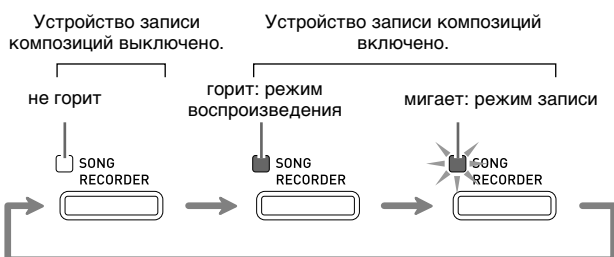 Устройство записи
композиций выключено.
Устройство записи композиций
включено.
не горит
горит: режим
воспроизведения
мигает: режим записи
SONG
RECORDER
SONG
RECORDER
SONG
RECORDER